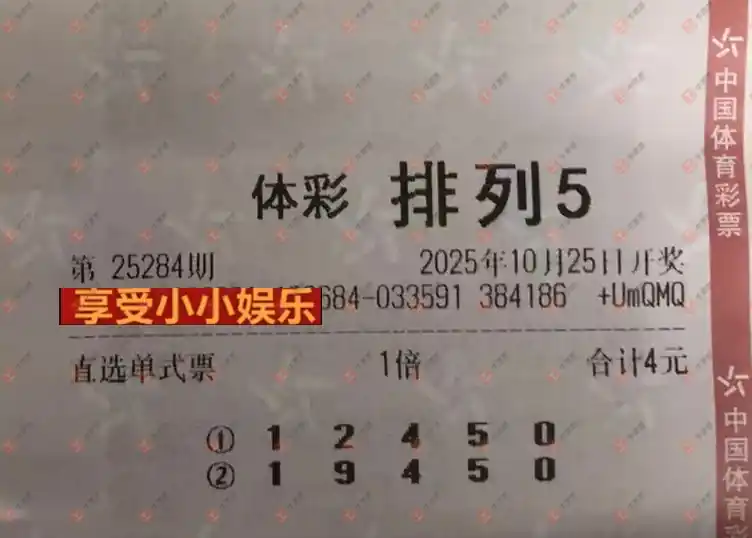 体彩 排列5
第 25284期 2025年10月25日开奖
享受小小娱乐 684-033591 384186 +UmQMQ
直选单式票 1倍 合计4元
① 1 2 4 5 0
② 1 9 4 5 0
中国体育彩票
中国体育彩